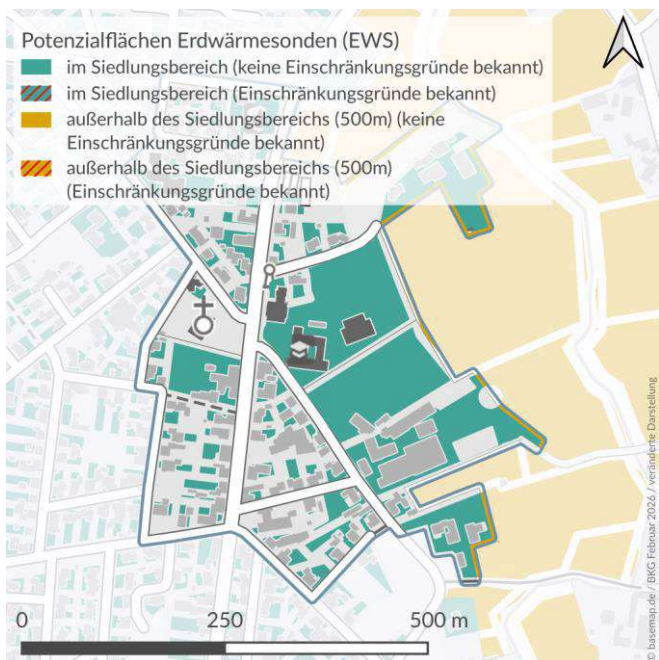 Potenzialflächen Erdwärmesonden (EWS)
im Siedlungsbereich (keine Einschränkungsgründe bekannt)
im Siedlungsbereich (Einschränkungsgründe bekannt)
außerhalb des Siedlungsbereichs (500m) (keine
Einschränkungsgründe bekannt)
außerhalb des Siedlungsbereichs (500m)
(Einschränkungsgründe bekannt)
0 250 500 m
© basemap.de / BKG Februar 2026 / veränderte Darstellung